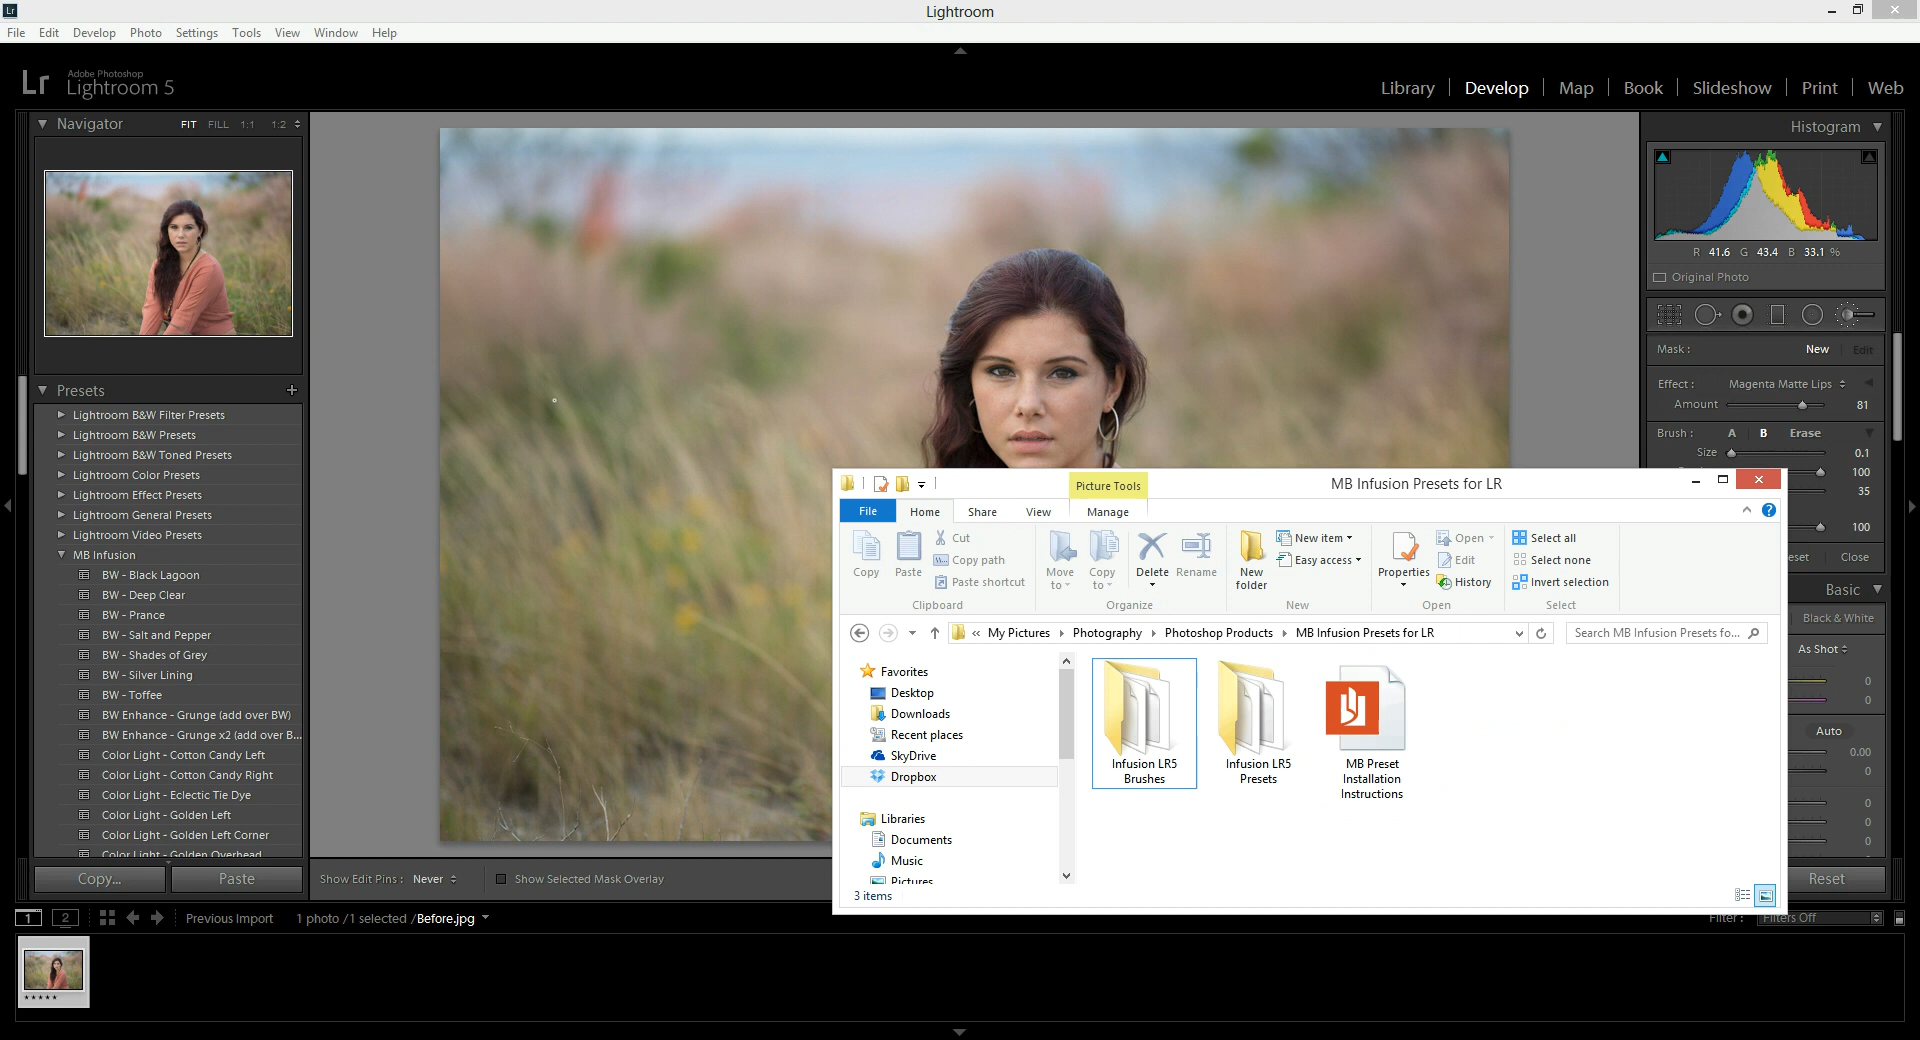 Lr
Lightroom
File Edit Develop Photo Settings Tools View Window Help
Lr
Adobe Photoshop
Lightroom 5
Library Develop Map Book Slideshow Print Web
Navigator FIT FILL 1:1 1:2
Presets +
Lightroom B&W Filter Presets
Lightroom B&W Presets
Lightroom B&W Toned Presets
Lightroom Color Presets
Lightroom Effect Presets
Lightroom General Presets
Lightroom Video Presets
MB Infusion
BW - Black Lagoon
BW - Deep Clear
BW - Prance
BW - Salt and Pepper
BW - Shades of Grey
BW - Silver Lining
BW - Toffee
BW Enhance - Grunge (add over BW)
BW Enhance - Grunge x2 (add over B...
Color Light - Cotton Candy Left
Color Light - Cotton Candy Right
Color Light - Eclectic Tie Dye
Color Light - Golden Left
Color Light - Golden Left Corner
Color Light - Golden Overhead
Copy... Paste
Show Edit Pins : Never
Show Selected Mask Overlay
Histogram
R 41.6 G 43.4 B 33.1 %
Original Photo
Mask : New Edit
Effect : Magenta Matte Lips
Amount 81
Brush : A B Erase
Size 0.1
100
35
100
eset Close
Basic
Black & White
As Shot
0
0
Auto
0.00
0
0
0
0
Reset
Picture Tools
MB Infusion Presets for LR
File Home Share View Manage
Copy
Paste
Cut
Copy path
Paste shortcut
Clipboard
Move to
Copy to
Delete
Rename
Organize
New folder
New item
Easy access
New
Properties
Open
Edit
History
Open
Select all
Select none
Invert selection
Select
« My Pictures Photography Photoshop Products MB Infusion Presets for LR
Search MB Infusion Presets fo...
Favorites
Desktop
Downloads
Recent places
SkyDrive
Dropbox
Libraries
Documents
Music
Pictures
Infusion LR5
Brushes
Infusion LR5
Presets
MB Preset
Installation
Instructions
3 items
1 2 Previous Import 1 photo /1 selected /Before.jpg
Filter : Filters Off